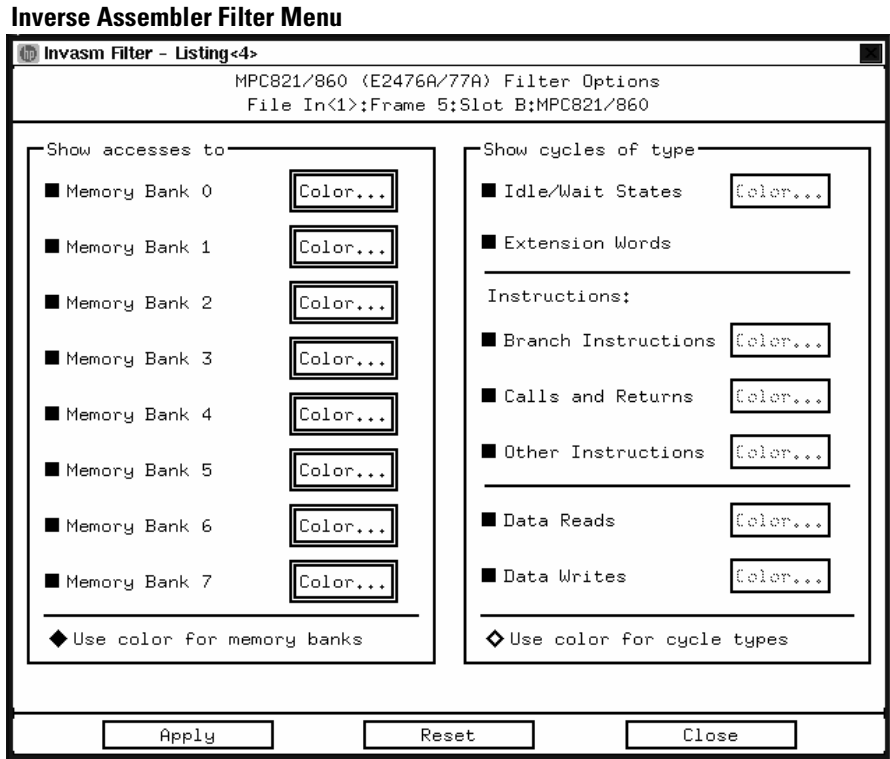 Inverse Assembler Filter Menu
hp Invasm Filter - Listing<4>
MPC821/860 (E2476A/77A) Filter Options
File In<1>:Frame 5:Slot B:MPC821/860
Show accesses to
Memory Bank 0 Color...
Memory Bank 1 Color...
Memory Bank 2 Color...
Memory Bank 3 Color...
Memory Bank 4 Color...
Memory Bank 5 Color...
Memory Bank 6 Color...
Memory Bank 7 Color...
Use color for memory banks
Show cycles of type
Idle/Wait States Color...
Extension Words
Instructions:
Branch Instructions Color...
Calls and Returns Color...
Other Instructions Color...
Data Reads Color...
Data Writes Color...
Use color for cycle types
Apply Reset Close